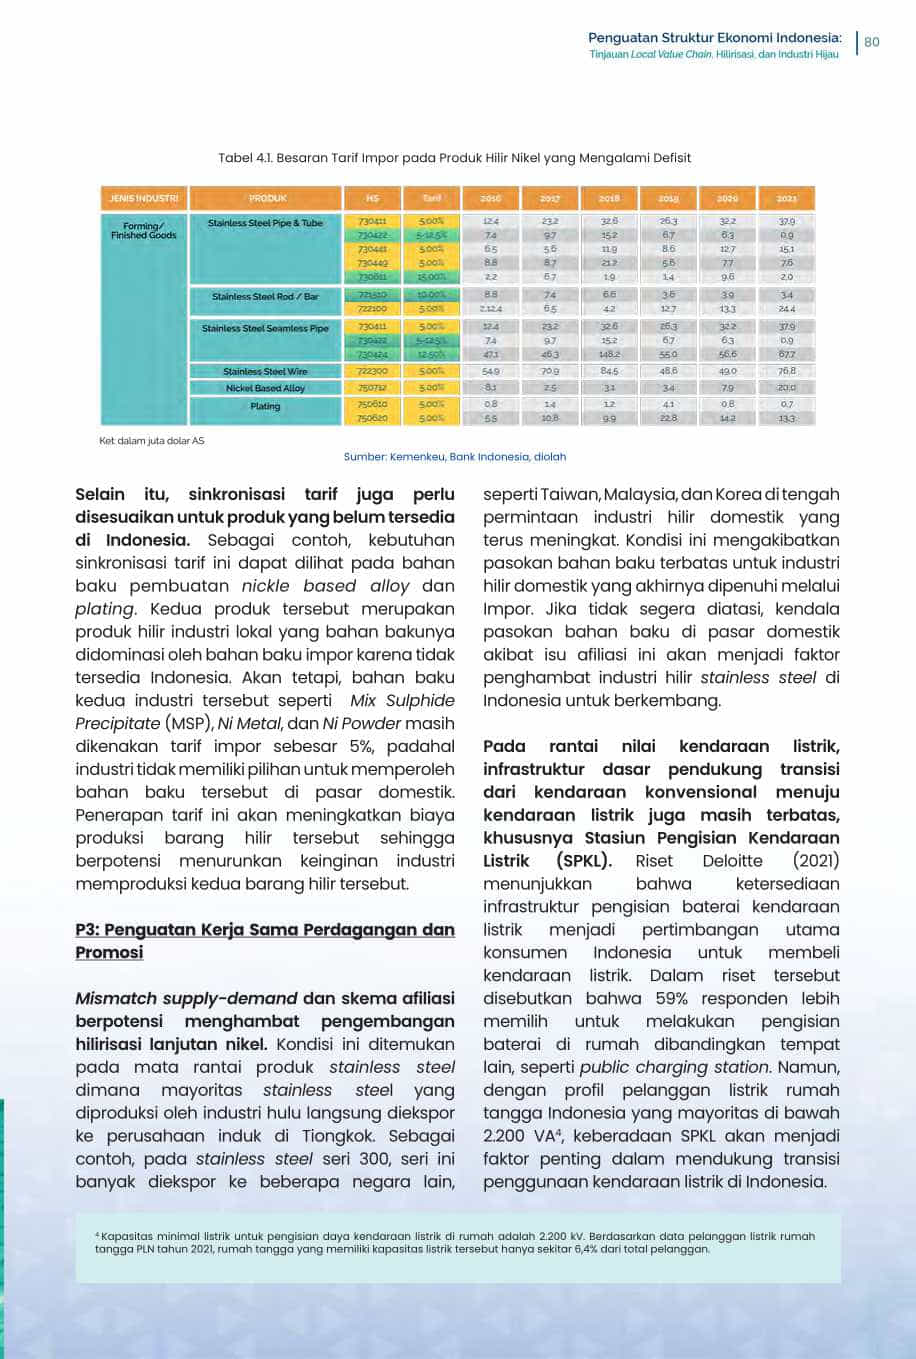 Penguatan Struktur Ekonomi Indonesia:
80
Tinjauan Local Value Chain, Hilirisasi, dan Industri Hijau
Tabel 4.1. Besaran Tarif Impor pada Produk Hilir Nikel yang Mengalami Defisit
JENIS INDUSTRI PRODUK HS Tarif 2016 2017 2018 2019 2020 2021
Forming/ Finished Goods Stainless Steel Pipe & Tube 730411 5.00% 12,4 23,2 32,6 26,3 32,2 37,9
730422 5-12.5% 7,4 9,7 15,2 6,7 6,3 0,9
730441 5.00% 6,5 5,6 11,9 8,6 12,7 15,1
730449 5.00% 8,8 8,7 21,2 5,6 7,7 7,6
730611 15.00% 2,2 6,7 1,9 1,4 9,6 2,0
Stainless Steel Rod / Bar 721510 10.00% 8,8 7,4 6,6 3,6 3,9 3,4
722100 5.00% 2,12,4 6,5 4,2 12,7 13,3 24,4
Stainless Steel Seamless Pipe 730411 5.00% 12,4 23,2 32,6 26,3 32,2 37,9
730422 5-12.5% 7,4 9,7 15,2 6,7 6,3 0,9
730424 12.50% 47,1 46,3 148,2 55,0 56,6 67,7
Stainless Steel Wire 722300 5.00% 54,9 70,9 84,5 48,6 49,0 76,8
Nickel Based Alloy 750712 5.00% 8,1 2,5 3,1 3,4 7,9 20,0
Plating 750610 5.00% 0,8 1,4 1,2 4,1 0,8 0,7
750620 5.00% 5,5 10,8 9,9 22,8 14,2 13,3
Ket: dalam juta dolar AS
Sumber: Kemenkeu, Bank Indonesia, diolah
Selain itu, sinkronisasi tarif juga perlu
disesuaikan untuk produk yang belum tersedia
di Indonesia. Sebagai contoh, kebutuhan
sinkronisasi tarif ini dapat dilihat pada bahan
baku pembuatan nickle based alloy dan
plating. Kedua produk tersebut merupakan
produk hilir industri lokal yang bahan bakunya
didominasi oleh bahan baku impor karena tidak
tersedia Indonesia. Akan tetapi, bahan baku
kedua industri tersebut seperti Mix Sulphide
Precipitate (MSP), Ni Metal, dan Ni Powder masih
dikenakan tarif impor sebesar 5%, padahal
industri tidak memiliki pilihan untuk memperoleh
bahan baku tersebut di pasar domestik.
Penerapan tarif ini akan meningkatkan biaya
produksi barang hilir tersebut sehingga
berpotensi menurunkan keinginan industri
memproduksi kedua barang hilir tersebut.
P3: Penguatan Kerja Sama Perdagangan dan
Promosi
Mismatch supply-demand dan skema afiliasi
berpotensi menghambat pengembangan
hilirisasi lanjutan nikel. Kondisi ini ditemukan
pada mata rantai produk stainless steel
dimana mayoritas stainless steel yang
diproduksi oleh industri hulu langsung diekspor
ke perusahaan induk di Tiongkok. Sebagai
contoh, pada stainless steel seri 300, seri ini
banyak diekspor ke beberapa negara lain,
seperti Taiwan, Malaysia, dan Korea di tengah
permintaan industri hilir domestik yang
terus meningkat. Kondisi ini mengakibatkan
pasokan bahan baku terbatas untuk industri
hilir domestik yang akhirnya dipenuhi melalui
Impor. Jika tidak segera diatasi, kendala
pasokan bahan baku di pasar domestik
akibat isu afiliasi ini akan menjadi faktor
penghambat industri hilir stainless steel di
Indonesia untuk berkembang.
Pada rantai nilai kendaraan listrik,
infrastruktur dasar pendukung transisi
dari kendaraan konvensional menuju
kendaraan listrik juga masih terbatas,
khususnya Stasiun Pengisian Kendaraan
Listrik (SPKL). Riset Deloitte (2021)
menunjukkan bahwa ketersediaan
infrastruktur pengisian baterai kendaraan
listrik menjadi pertimbangan utama
konsumen Indonesia untuk membeli
kendaraan listrik. Dalam riset tersebut
disebutkan bahwa 59% responden lebih
memilih untuk melakukan pengisian
baterai di rumah dibandingkan tempat
lain, seperti public charging station. Namun,
dengan profil pelanggan listrik rumah
tangga Indonesia yang mayoritas di bawah
2.200 VA⁴, keberadaan SPKL akan menjadi
faktor penting dalam mendukung transisi
penggunaan kendaraan listrik di Indonesia.
⁴ Kapasitas minimal listrik untuk pengisian daya kendaraan listrik di rumah adalah 2.200 kV. Berdasarkan data pelanggan listrik rumah
tangga PLN tahun 2021, rumah tangga yang memiliki kapasitas listrik tersebut hanya sekitar 6,4% dari total pelanggan.